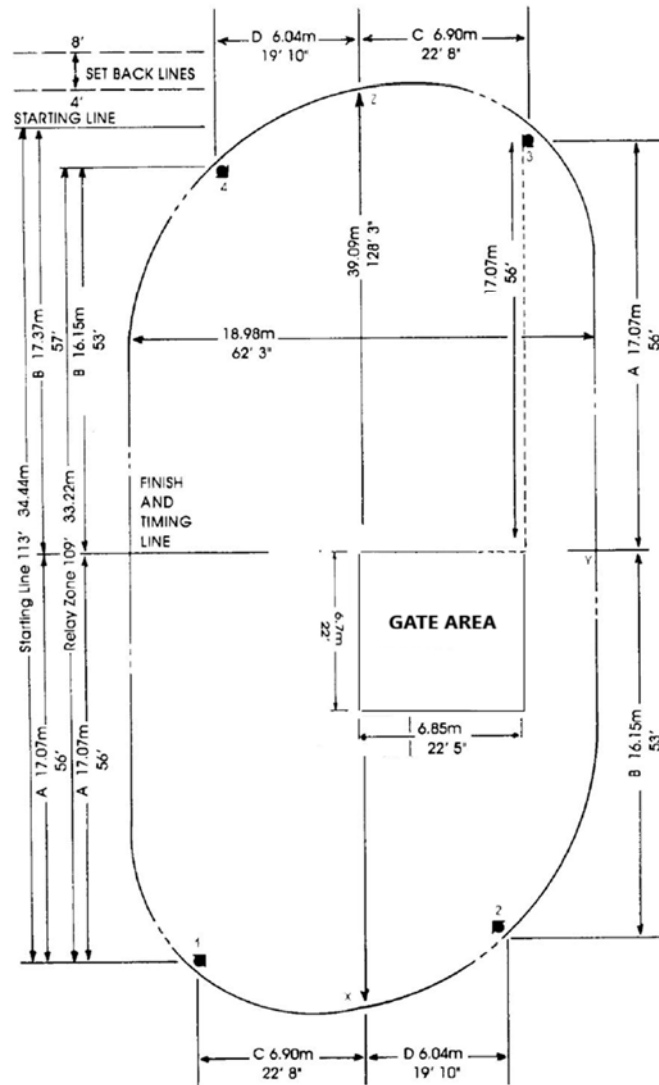 D 6.04m
19' 10"
C 6.90m
22' 8"
8'
SET BACK LINES
4'
STARTING LINE
Z
3
4
39.09m
128' 3"
17.07m
56'
A 17.07m
56'
B 17.37m
57'
B 16.15m
53'
18.98m
62' 3"
Starting Line 113' 34.44m
Relay Zone 109' 33.22m
FINISH
AND
TIMING
LINE
Y
GATE AREA
6.7m
22'
6.85m
22' 5"
A 17.07m
56'
A 17.07m
56'
B 16.15m
53'
1
2
X
C 6.90m
22' 8"
D 6.04m
19' 10"